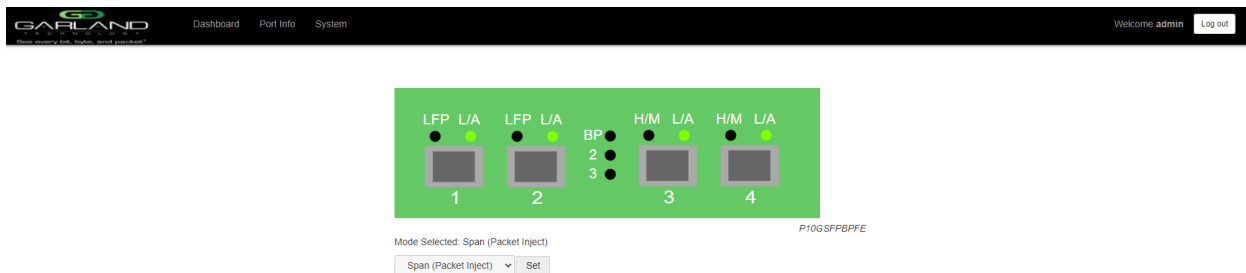 GARLAND
TECHNOLOGY
See every bit, byte, and packet®
Dashboard Port Info System
Welcome admin Log out
LFP L/A LFP L/A H/M L/A H/M L/A
BP
2
3
1 2 3 4
P10GSFPBPFE
Mode Selected: Span (Packet Inject)
Span (Packet Inject) Set